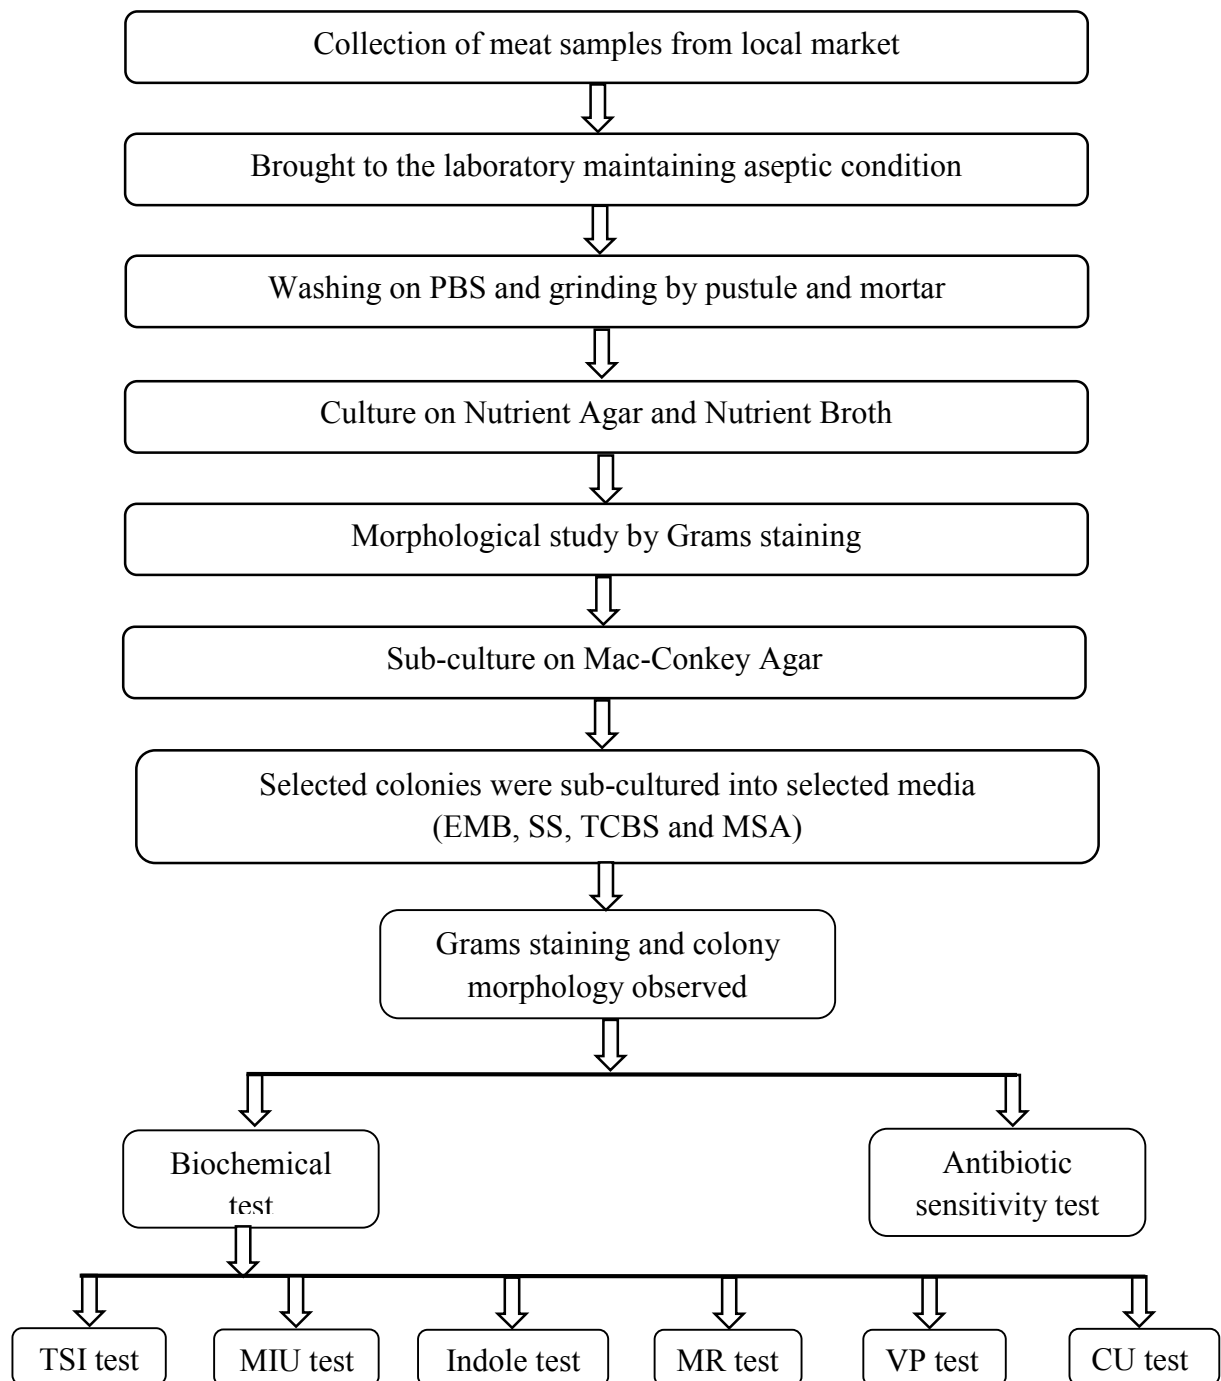 Collection of meat samples from local market
Brought to the laboratory maintaining aseptic condition
Washing on PBS and grinding by pustule and mortar
Culture on Nutrient Agar and Nutrient Broth
Morphological study by Grams staining
Sub-culture on Mac-Conkey Agar
Selected colonies were sub-cultured into selected media
(EMB, SS, TCBS and MSA)
Grams staining and colony
morphology observed
Biochemical
test
Antibiotic
sensitivity test
TSI test
MIU test
Indole test
MR test
VP test
CU test